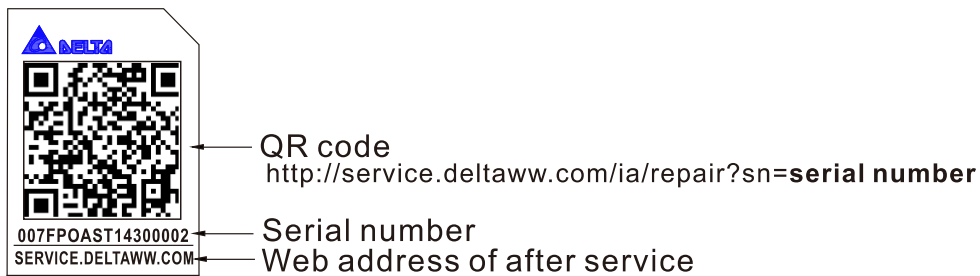 DELTA
QR code
http://service.deltaww.com/ia/repair?sn=serial number
007FPOAST14300002
Serial number
SERVICE.DELTAWW.COM
Web address of after service